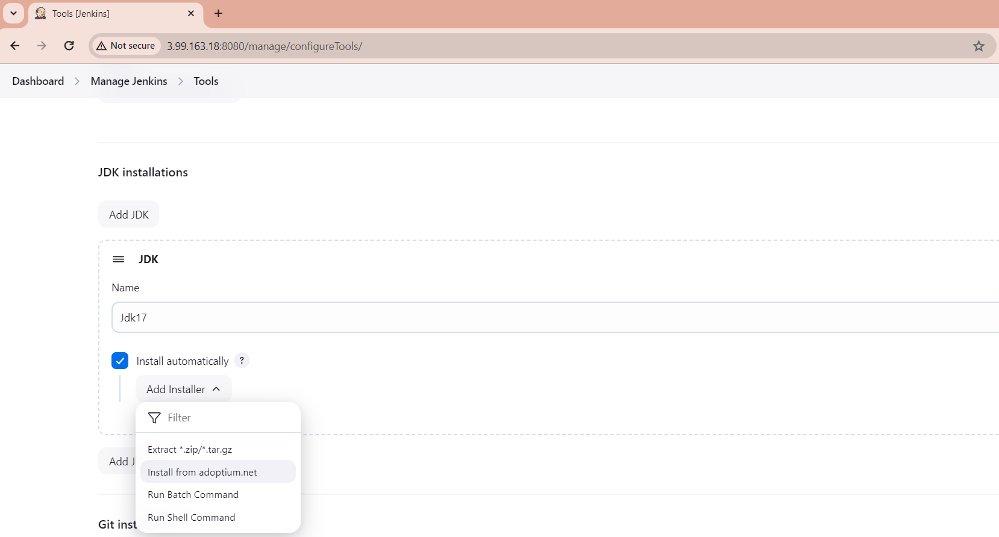 Tools [Jenkins]
Not secure 3.99.163.18:8080/manage/configureTools/
Dashboard Manage Jenkins Tools
JDK installations
Add JDK
JDK
Name
Jdk17
Install automatically ?
Add Installer
Filter
Extract *.zip/*.tar.gz
Add J
Install from adoptium.net
Run Batch Command
Run Shell Command
Git inst